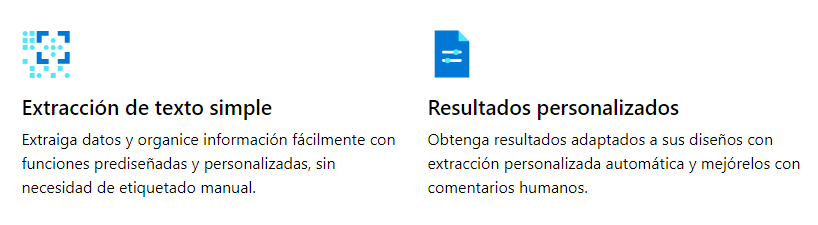 Extracción de texto simple
Extraiga datos y organice información fácilmente con
funciones prediseñadas y personalizadas, sin
necesidad de etiquetado manual.
Resultados personalizados
Obtenga resultados adaptados a sus diseños con
extracción personalizada automática y mejórelos con
comentarios humanos.